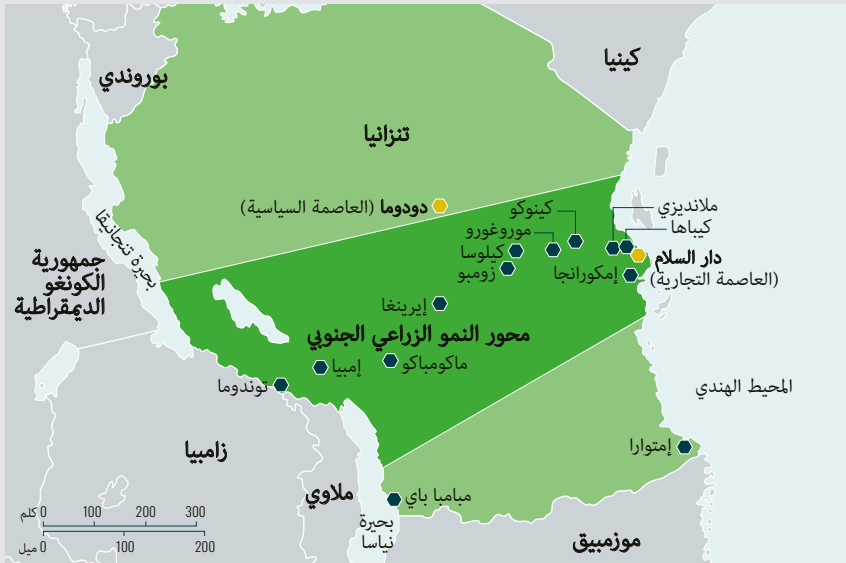 كينيا
بوروندي
تنزانيا
دودوما (العاصمة السياسية)
كينوكو
ملانديزي
موروغورو
كيباها
كيلوسا
دار السلام
(العاصمة التجارية)
زومبو
إمكورانجا
بحيرة تنجانيقا
جمهورية
الكونغو
الديمقراطية
إيرينغا
محور النمو الزراعي الجنوبي
ماكومباكو
إمبيا
توندوما
المحيط الهندي
زامبيا
إمتوارا
ملاوي
مبامبا باي
بحيرة
نياسا
موزمبيق
كلم 0 100 200 300
ميل 0 100 200